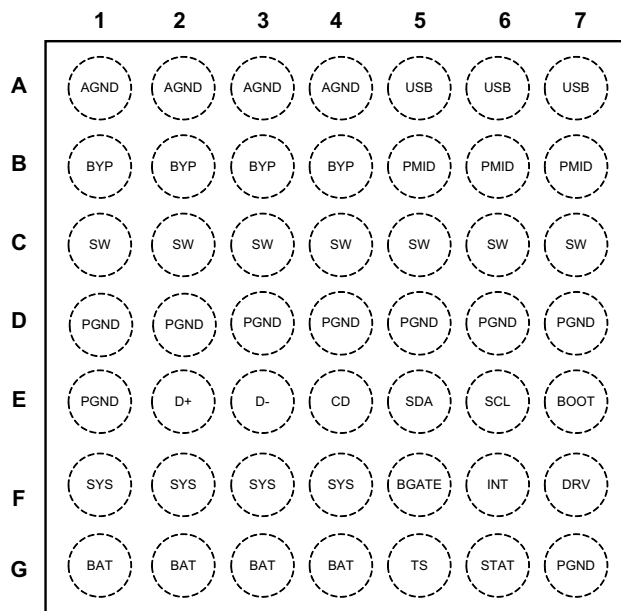 1 2 3 4 5 6 7
A AGND AGND AGND AGND USB USB USB
B BYP BYP BYP BYP PMID PMID PMID
C SW SW SW SW SW SW SW
D PGND PGND PGND PGND PGND PGND PGND
E PGND D+ D- CD SDA SCL BOOT
F SYS SYS SYS SYS BGATE INT DRV
G BAT BAT BAT BAT TS STAT PGND